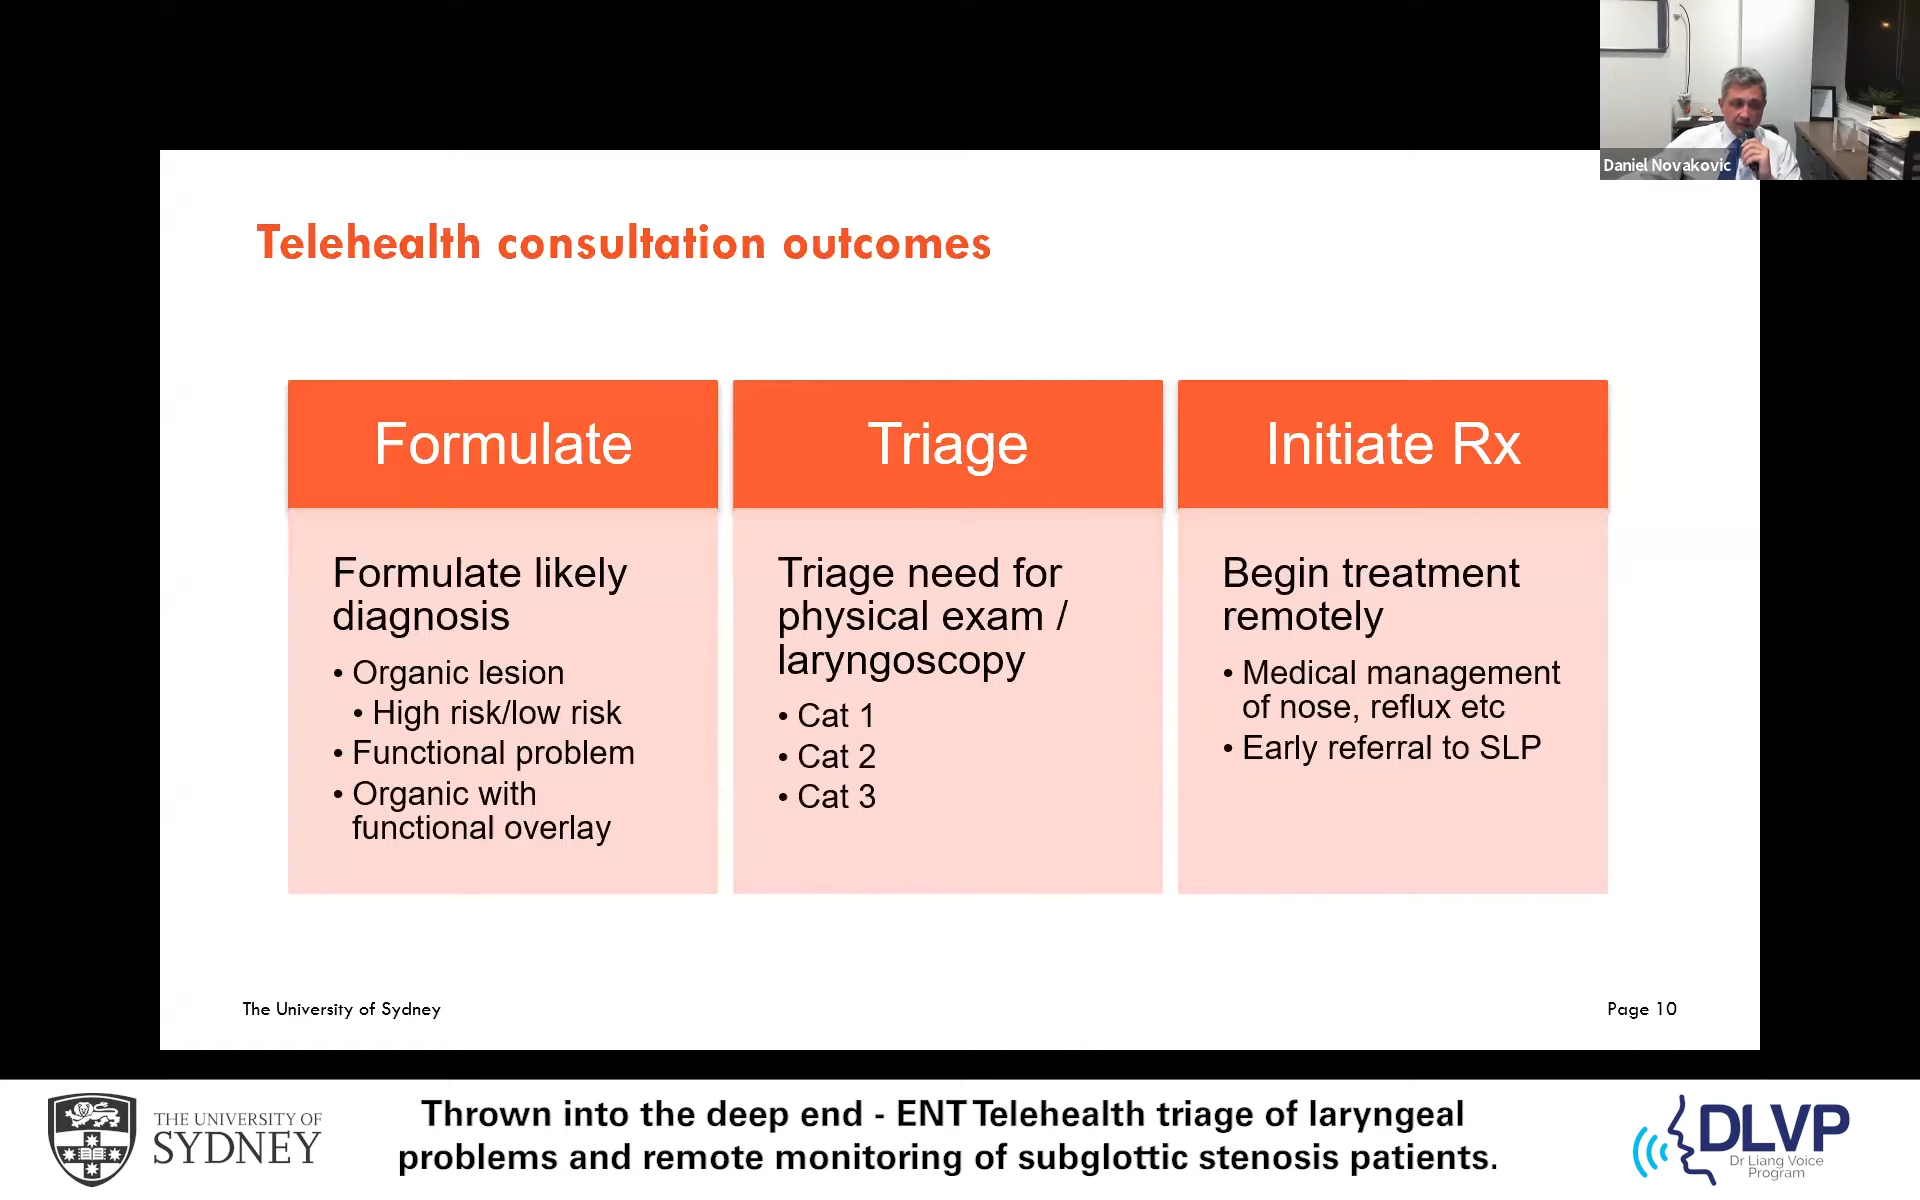 Daniel Novakovic
Telehealth consultation outcomes
Formulate
Formulate likely
diagnosis
• Organic lesion
• High risk/low risk
• Functional problem
• Organic with
functional overlay
Triage
Triage need for
physical exam /
laryngoscopy
• Cat 1
• Cat 2
• Cat 3
Initiate Rx
Begin treatment
remotely
• Medical management
of nose, reflux etc
• Early referral to SLP
The University of Sydney
Page 10
THE UNIVERSITY OF
SYDNEY
Thrown into the deep end - ENT Telehealth triage of laryngeal
problems and remote monitoring of subglottic stenosis patients.
DLVP
Dr Liang Voice
Program